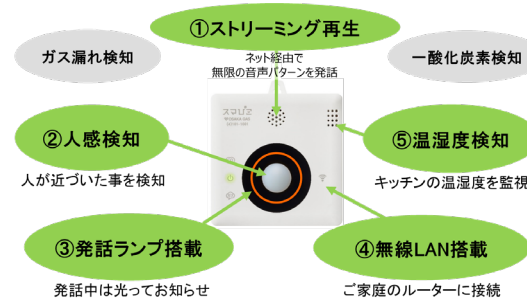 ①ストリーミング再生
ガス漏れ検知
ネット経由で
無限の音声パターンを発話
一酸化炭素検知
スマぴこ
②人感検知
人が近づいた事を検知
⑤温湿度検知
キッチンの温湿度を監視
③発話ランプ搭載
発話中は光ってお知らせ
④無線LAN搭載
ご家庭のルーターに接続